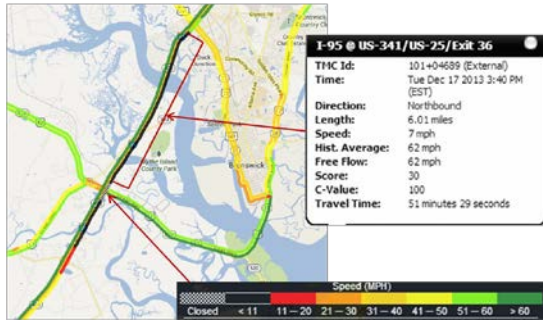 I-95 @ US-341/US-25/Exit 36
TMC Id: 101+04689 (External)
Time: Tue Dec 17 2013 3:40 PM
(EST)
Direction: Northbound
Length: 6.01 miles
Speed: 7 mph
Hist. Average: 62 mph
Free Flow: 62 mph
Score: 30
C-Value: 100
Travel Time: 51 minutes 29 seconds
Brunswick
Speed (MPH)
Closed < 11 11 — 20 21 — 30 31 — 40 41 — 50 51 — 60 > 60